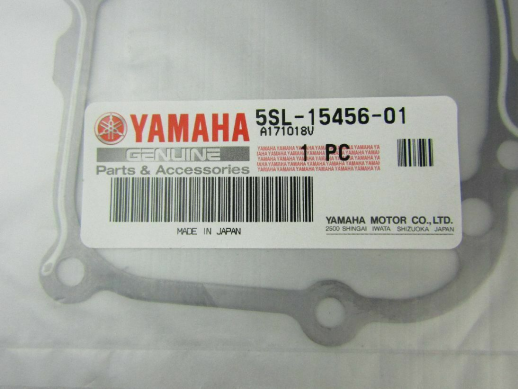 YAMAHA
GENUINE
Parts & Accessories
5SL-15456-01
A171018V
1 PC
MADE IN JAPAN
YAMAHA MOTOR CO.,LTD.
2500 SHINGAI IWATA SHIZUOKA JAPAN